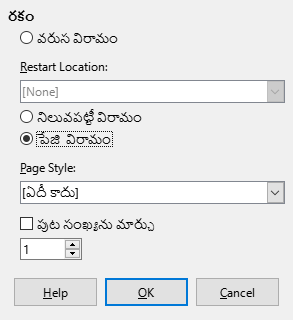 రకం
వరుస విరామం
Restart Location:
[None]
నిలువపట్టీ విరామం
పేజి విరామం
Page Style:
[ఏదీ కాదు]
పుట సంఖ్యను మార్చు
1
Help
OK
Cancel